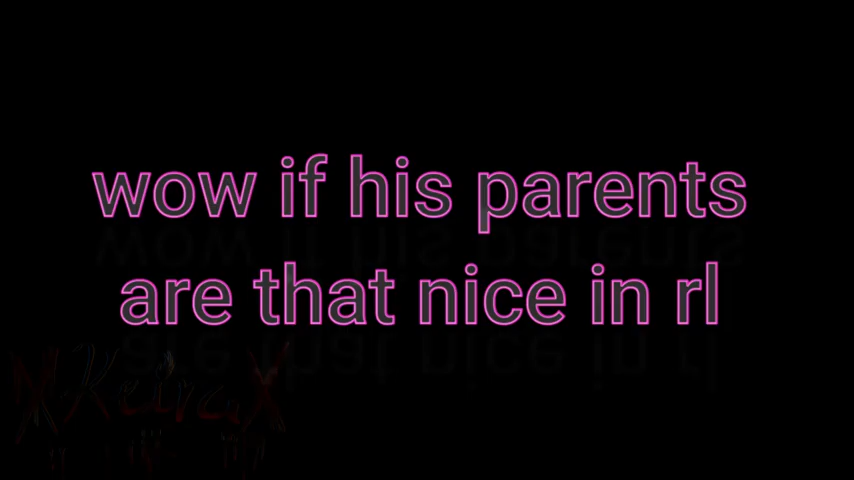 wow if his parents
are that nice in rl